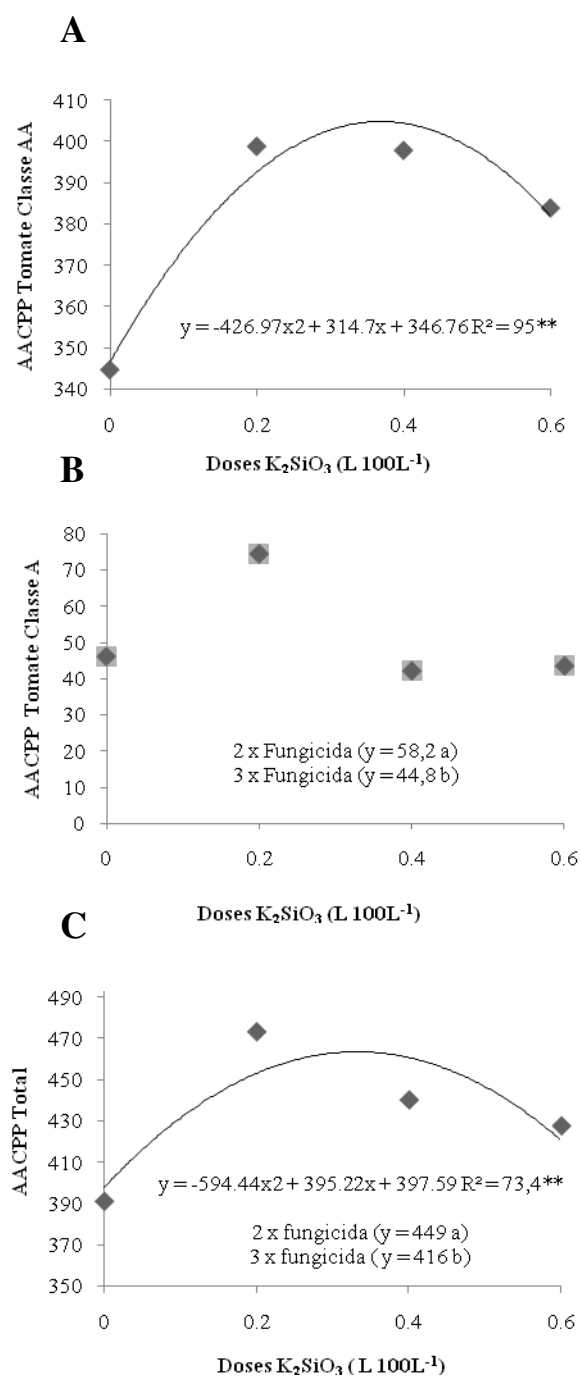 A
AACPP Tomate Classe AA
410
400
390
380
370
360
350
340
y = -426.97x2 + 314.7x + 346.76 R² = 95**
0 0.2 0.4 0.6
Doses K₂SiO₃ (L 100L⁻¹)
B
AACPP Tomate Classe A
80
70
60
50
40
30
20
10
0
2 x Fungicida (y = 58,2 a)
3 x Fungicida (y = 44,8 b)
0 0.2 0.4 0.6
Doses K₂SiO₃ (L 100L⁻¹)
C
AACPP Total
490
470
450
430
410
390
370
350
y = -594.44x2 + 395.22x + 397.59 R² = 73,4**
2 x fungicida (y = 449 a)
3 x fungicida (y = 416 b)
0 0.2 0.4 0.6
Doses K₂SiO₃ ( L 100L⁻¹)